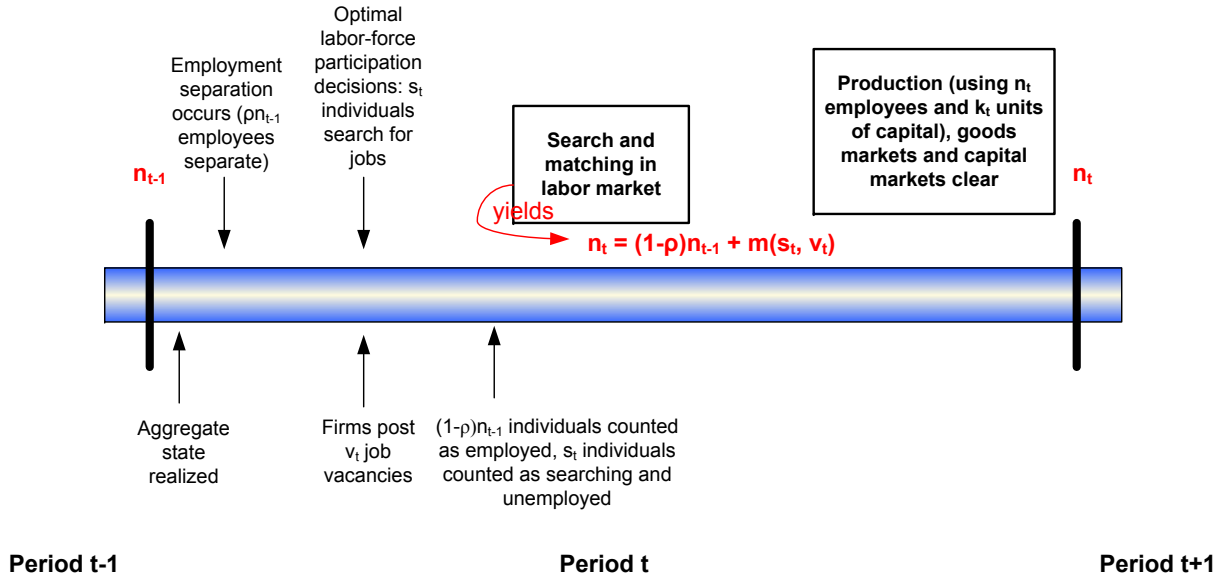 Employment
separation
occurs (ρnₜ₋₁
employees
separate)
Optimal
labor-force
participation
decisions: sₜ
individuals
search for
jobs
Search and
matching in
labor market
Production (using nₜ
employees and kₜ units
of capital), goods
markets and capital
markets clear
nₜ₋₁
nₜ
yields
nₜ = (1-ρ)nₜ₋₁ + m(sₜ, vₜ)
Aggregate
state
realized
Firms post
vₜ job
vacancies
(1-ρ)nₜ₋₁ individuals counted
as employed, sₜ individuals
counted as searching and
unemployed
Period t-1
Period t
Period t+1